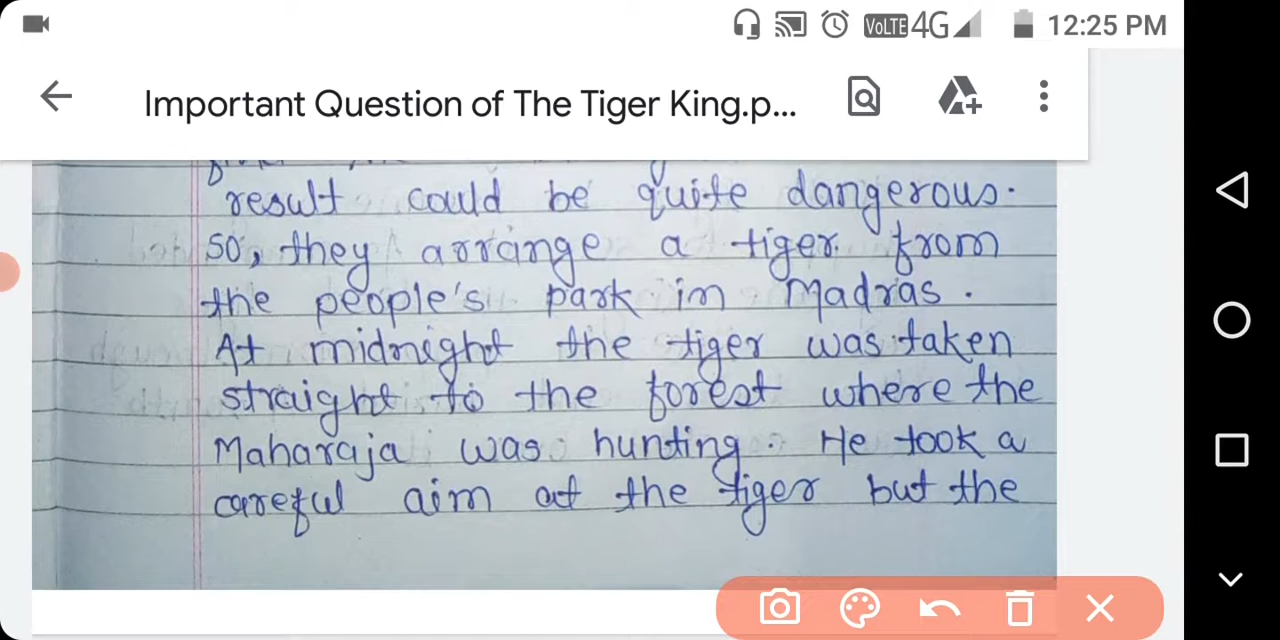 VoLTE 4G 12:25 PM
Important Question of The Tiger King.p...
result could be quite dangerous.
so, they arrange a tiger from
the people's park in Madras.
At midnight the tiger was taken
straight to the forest where the
Maharaja was hunting. He took a
careful aim at the tiger but the